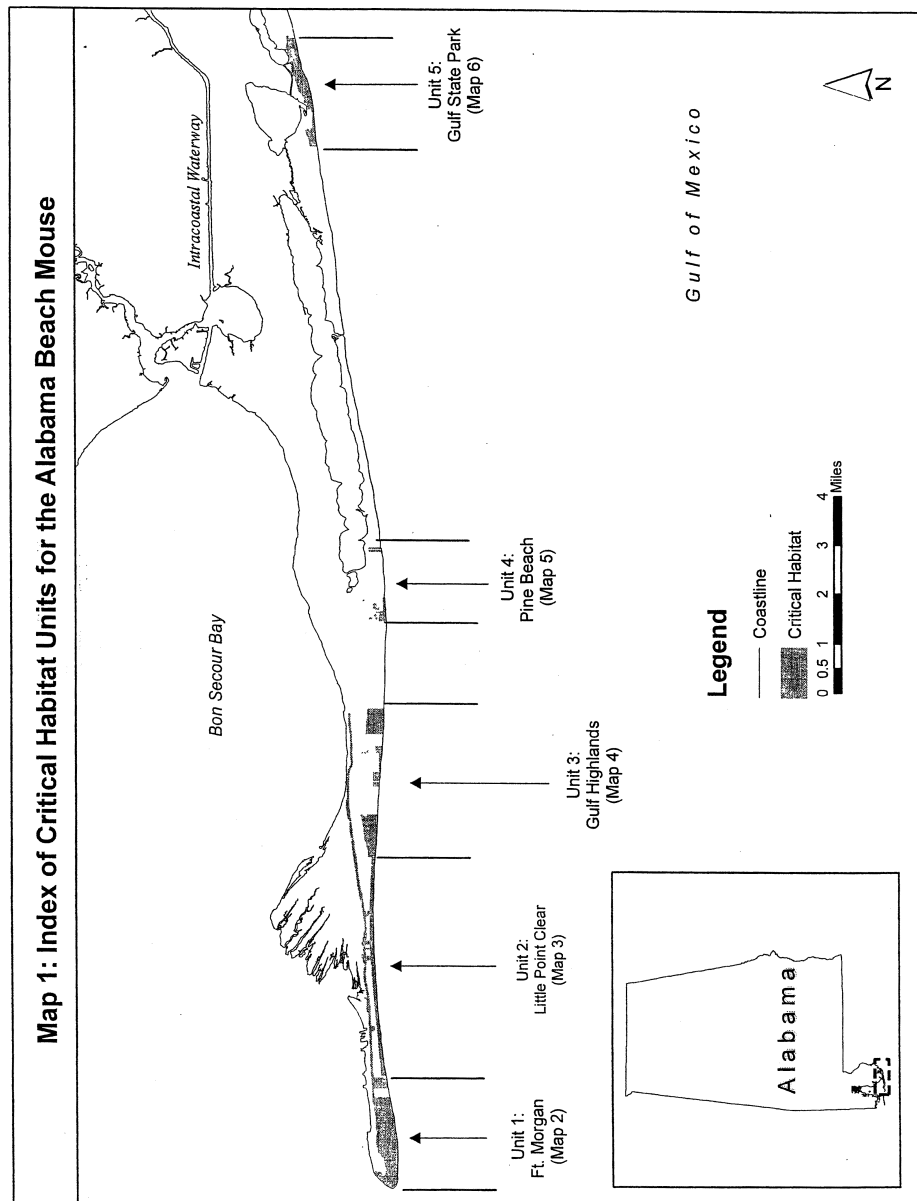 Map 1: Index of Critical Habitat Units for the Alabama Beach Mouse
Intracoastal Waterway
Bon Secour Bay
Unit 1:
Ft. Morgan
(Map 2)
Unit 2:
Little Point Clear
(Map 3)
Unit 3:
Gulf Highlands
(Map 4)
Unit 4:
Pine Beach
(Map 5)
Unit 5:
Gulf State Park
(Map 6)
Gulf of Mexico
Alabama
Legend
Coastline
Critical Habitat
0 0.5 1 2 3 4
Miles
N